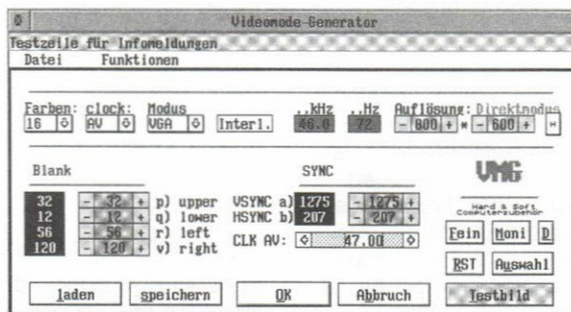 Videomode-Generator
Testzeile für Infomeldungen
Datei Funktionen
Farben: clock: Modus ..kHz ..Hz Auflösung: Direktmodus
16 AV VGA Interl. 46.0 72 - 800 + * - 600 +
Blank SYNC VMG
32 - 32 + p) upper VSYNC a) 1275 - 1275 +
12 - 12 + q) lower HSYNC b) 207 - 207 +
Hard & Soft
Computerzubehör
56 - 56 + r) left
120 - 120 + v) right CLK AV: 47.00
Fein Moni D
RST Auswahl
laden speichern OK Abbruch Testbild